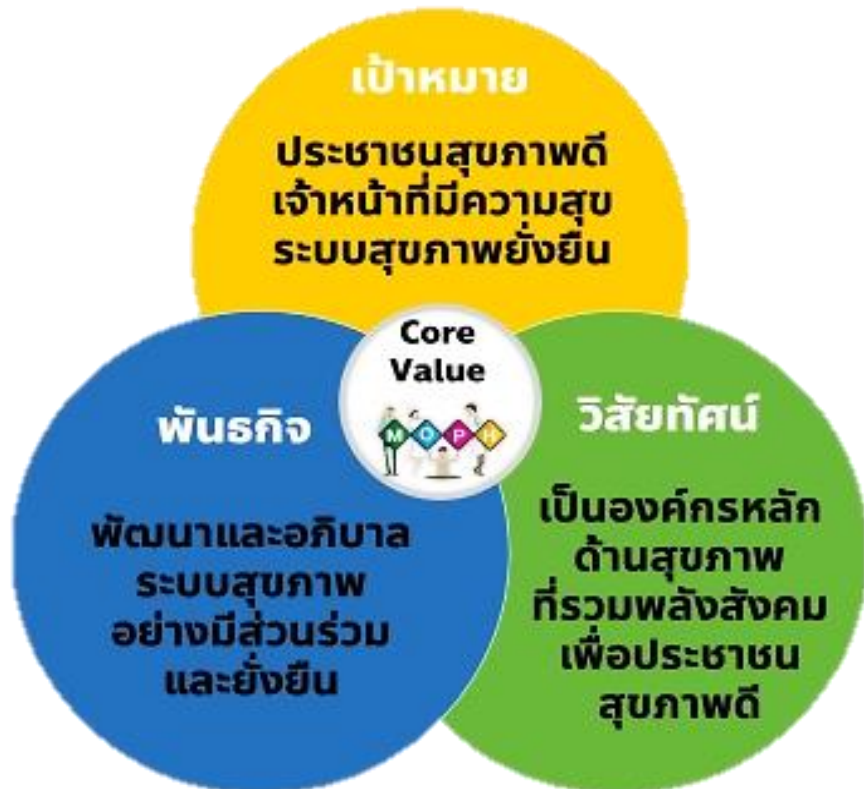 เป้าหมาย
ประชาชนสุขภาพดี
เจ้าหน้าที่มีความสุข
ระบบสุขภาพยั่งยืน
Core
Value
MOPH
พันธกิจ
พัฒนาและอภิบาล
ระบบสุขภาพ
อย่างมีส่วนร่วม
และยั่งยืน
วิสัยทัศน์
เป็นองค์กรหลัก
ด้านสุขภาพ
ที่รวมพลังสังคม
เพื่อประชาชน
สุขภาพดี